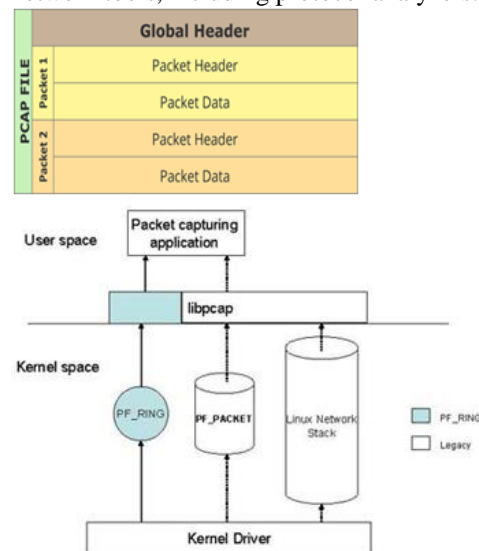 Global Header
PCAP FILE
Packet 1
Packet Header
Packet Data
Packet 2
Packet Header
Packet Data
User space
Packet capturing
application
libpcap
Kernel space
PF_RING
PF_PACKET
Linux Network
Stack
PF_RING
Legacy
Kernel Driver